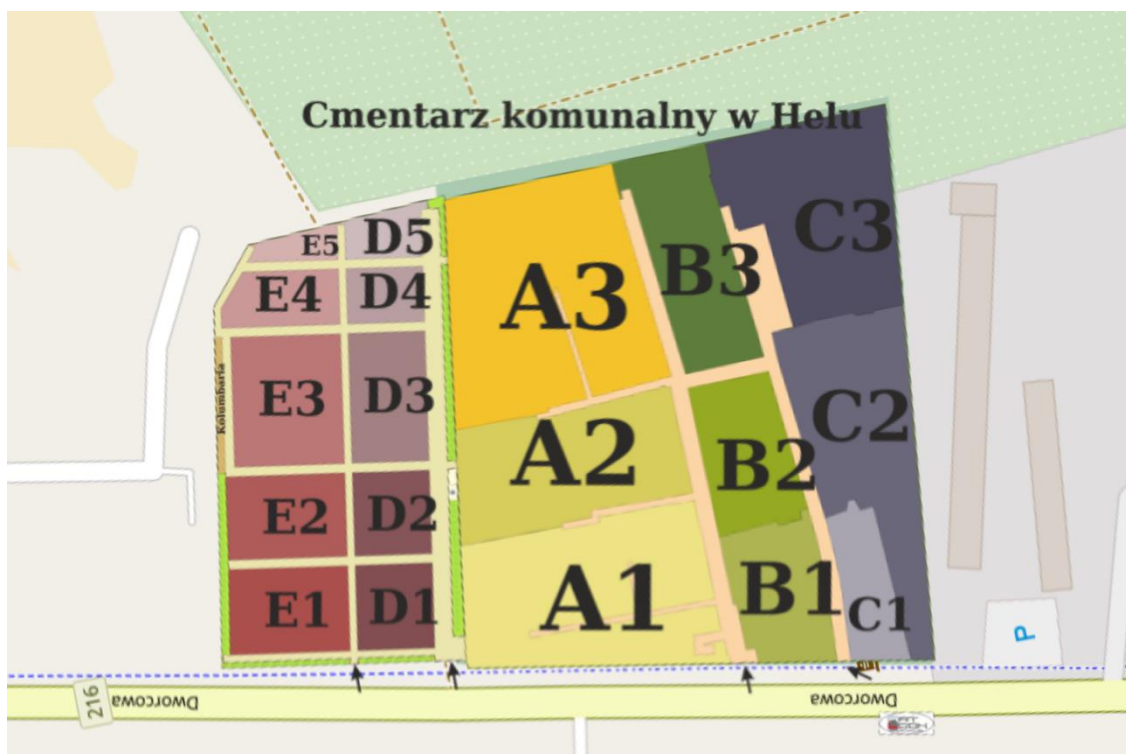 Cmentarz komunalny w Helu
E5
D5
C3
B3
A3
E4
D4
E3
D3
Kolumbaria
C2
A2
B2
E2
D2
A1
B1
C1
E1
D1
P
216
Dworcowa
Dworcowa